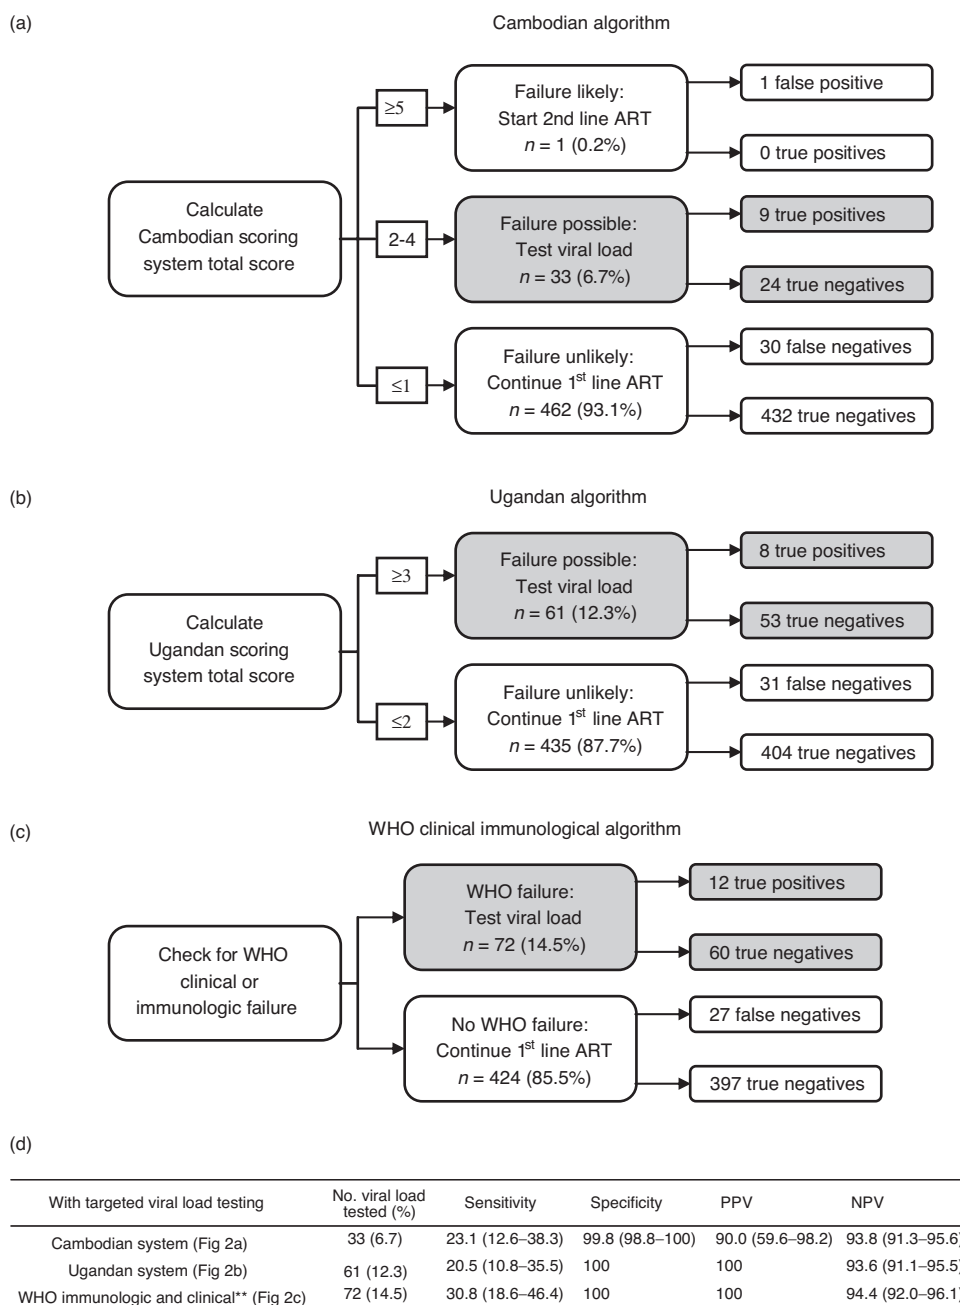 (a)
Cambodian algorithm
Calculate
Cambodian scoring
system total score
≥5
Failure likely:
Start 2nd line ART
n = 1 (0.2%)
1 false positive
0 true positives
2-4
Failure possible:
Test viral load
n = 33 (6.7%)
9 true positives
24 true negatives
≤1
Failure unlikely:
Continue 1st line ART
n = 462 (93.1%)
30 false negatives
432 true negatives
(b)
Ugandan algorithm
Calculate
Ugandan scoring
system total score
≥3
Failure possible:
Test viral load
n = 61 (12.3%)
8 true positives
53 true negatives
≤2
Failure unlikely:
Continue 1st line ART
n = 435 (87.7%)
31 false negatives
404 true negatives
(c)
WHO clinical immunological algorithm
Check for WHO
clinical or
immunologic failure
WHO failure:
Test viral load
n = 72 (14.5%)
12 true positives
60 true negatives
No WHO failure:
Continue 1st line ART
n = 424 (85.5%)
27 false negatives
397 true negatives
(d)
With targeted viral load testing No. viral load tested (%) Sensitivity Specificity PPV NPV
Cambodian system (Fig 2a) 33 (6.7) 23.1 (12.6–38.3) 99.8 (98.8–100) 90.0 (59.6–98.2) 93.8 (91.3–95.6)
Ugandan system (Fig 2b) 61 (12.3) 20.5 (10.8–35.5) 100 100 93.6 (91.1–95.5)
WHO immunologic and clinical** (Fig 2c) 72 (14.5) 30.8 (18.6–46.4) 100 100 94.4 (92.0–96.1)